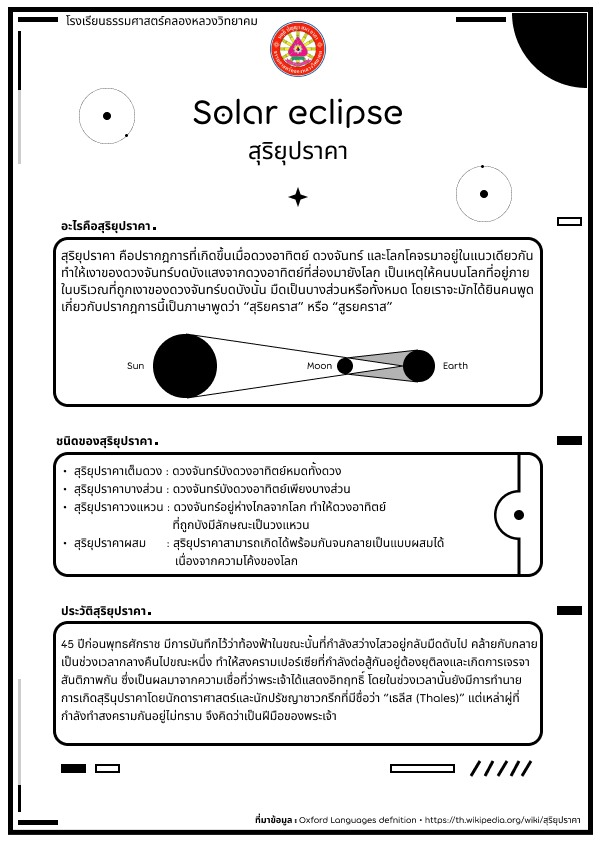 โรงเรียนธรรมศาสตร์คลองหลวงวิทยาคม
Solar eclipse
สุริยุปราคา
อะไรคือสุริยุปราคา.
สุริยุปราคา คือปรากฏการที่เกิดขึ้นเมื่อดวงอาทิตย์ ดวงจันทร์ และโลกโคจรมาอยู่ในแนวเดียวกัน
ทำให้เงาของดวงจันทร์บดบังแสงจากดวงอาทิตย์ที่ส่องมายังโลก เป็นเหตุให้คนบนโลกที่อยู่ภาย
ในบริเวณที่ถูกเงาของดวงจันทร์บดบังนั้น มืดเป็นบางส่วนหรือทั้งหมด โดยเราจะมักได้ยินคนพูด
เกี่ยวกับปรากฏการนี้เป็นภาษาพูดว่า “สุริยคราส” หรือ “สูรยคราส”
Sun
Moon
Earth
ชนิดของสุริยุปราคา.
• สุริยุปราคาเต็มดวง : ดวงจันทร์บังดวงอาทิตย์หมดทั้งดวง
• สุริยุปราคาบางส่วน : ดวงจันทร์บังดวงอาทิตย์เพียงบางส่วน
• สุริยุปราคาวงแหวน : ดวงจันทร์อยู่ห่างไกลจากโลก ทำให้ดวงอาทิตย์
ที่ถูกบังมีลักษณะเป็นวงแหวน
• สุริยุปราคาผสม : สุริยุปราคาสามารถเกิดได้พร้อมกันจนกลายเป็นแบบผสมได้
เนื่องจากความโค้งของโลก
ประวัติสุริยุปราคา.
45 ปีก่อนพุทธศักราช มีการบันทึกไว้ว่าท้องฟ้าในขณะนั้นที่กำลังสว่างไสวอยู่กลับมืดดับไป คล้ายกับกลาย
เป็นช่วงเวลากลางคืนไปขณะหนึ่ง ทำให้สงครามเปอร์เซียที่กำลังต่อสู้กันอยู่ต้องยุติลงและเกิดการเจรจา
สันติภาพกัน ซึ่งเป็นผลมาจากความเชื่อที่ว่าพระเจ้าได้แสดงอิทฤทธิ์ โดยในช่วงเวลานั้นยังมีการทำนาย
การเกิดสุริยุปราคาโดยนักดาราศาสตร์และนักปรัชญาชาวกรีกที่มีชื่อว่า “เธลีส (Thales)” แต่เหล่าผู่ที่
กำลังทำสงครามกันอยู่ไม่ทราบ จึงคิดว่าเป็นฝีมือของพระเจ้า
ที่มาข้อมูล : Oxford Languages defnition • https://th.wikipedia.org/wiki/สุริยุปราคา